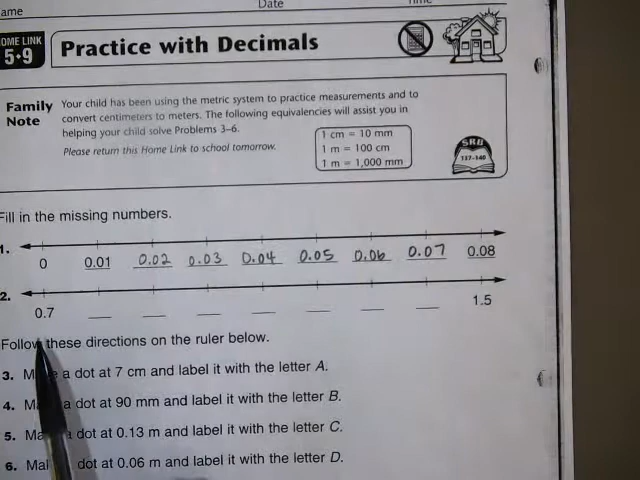 ame Date
OME LINK
5•9
Practice with Decimals
Family Note
Your child has been using the metric system to practice measurements and to
convert centimeters to meters. The following equivalencies will assist you in
helping your child solve Problems 3–6.
Please return this Home Link to school tomorrow.
1 cm = 10 mm
1 m = 100 cm
1 m = 1,000 mm
SRB
137-140
Fill in the missing numbers.
1.
0 0.01 0.02 0.03 0.04 0.05 0.06 0.07 0.08
2.
0.7 1.5
Follow these directions on the ruler below.
3. M a dot at 7 cm and label it with the letter A.
4. M a dot at 90 mm and label it with the letter B.
5. Ma dot at 0.13 m and label it with the letter C.
6. Mal dot at 0.06 m and label it with the letter D.